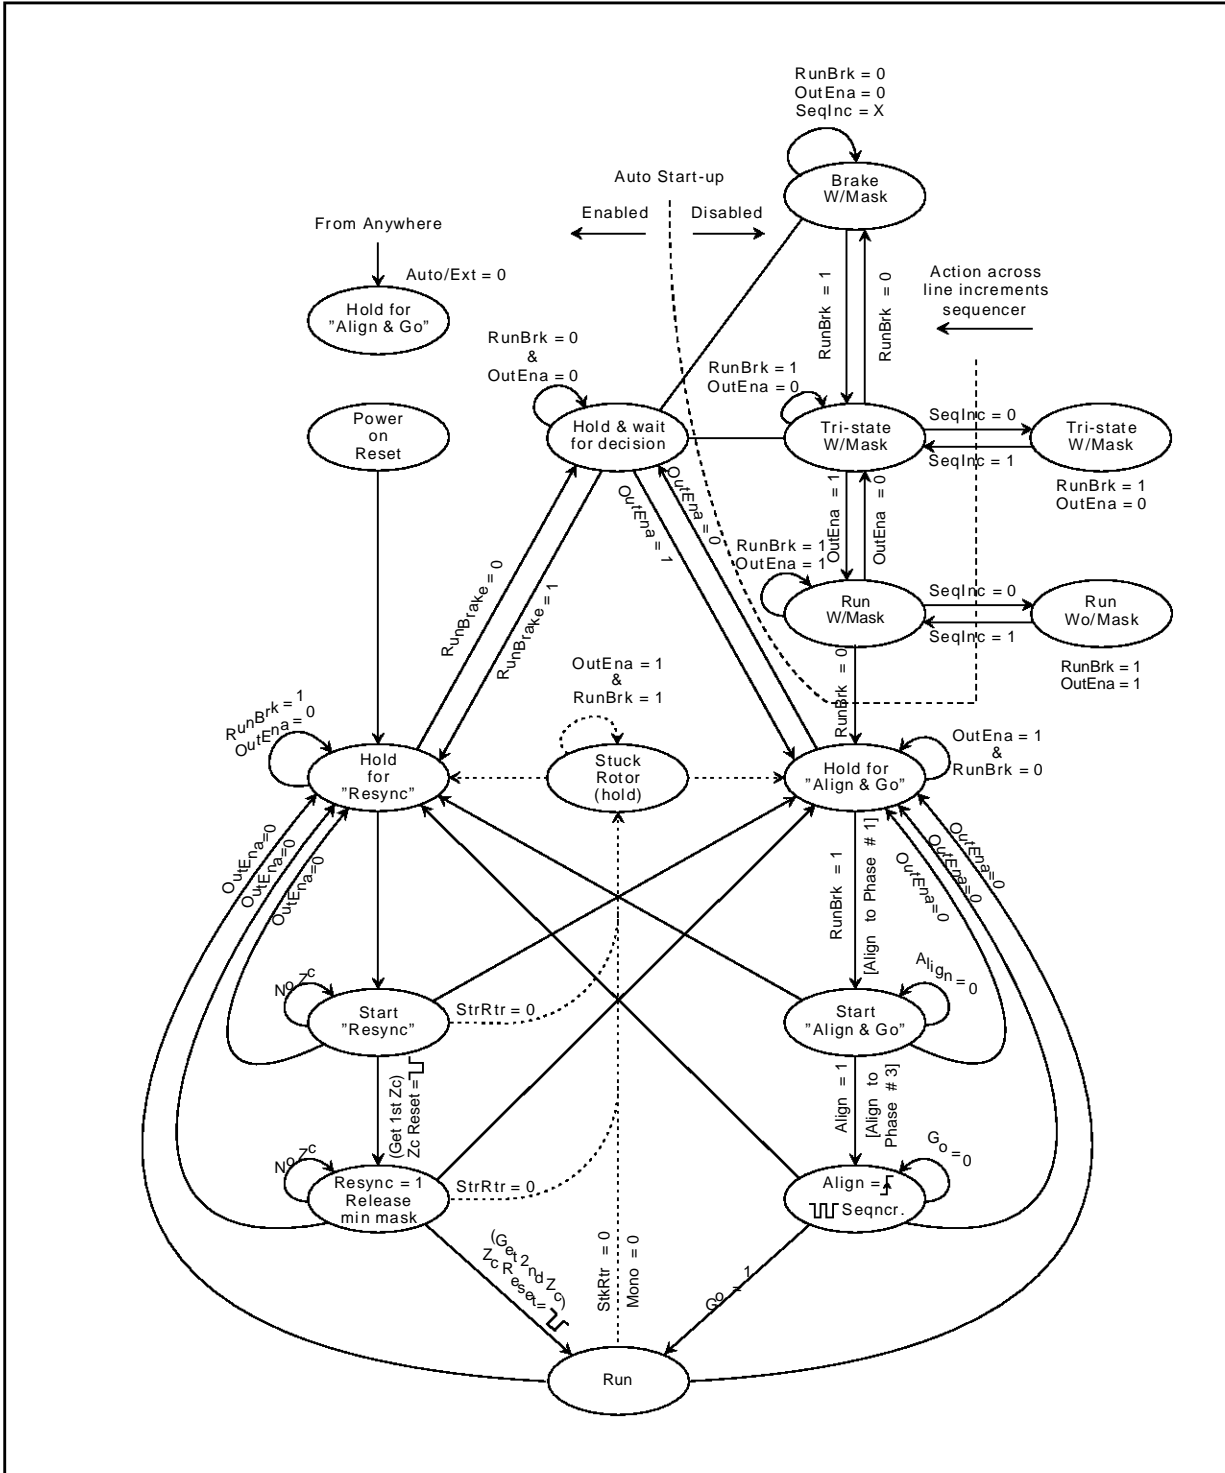 RunBrk = 0
OutEna = 0
SeqInc = X
Auto Start-up
Enabled
Disabled
Brake
W/Mask
From Anywhere
Auto/Ext = 0
Hold for
"Align & Go"
RunBrk = 1
RunBrk = 0
Action across
line increments
sequencer
RunBrk = 0
&
OutEna = 0
RunBrk = 1
OutEna = 0
Power
on
Reset
Hold & wait
for decision
Tri-state
W/Mask
SeqInc = 0
SeqInc = 1
Tri-state
W/Mask
RunBrk = 1
OutEna = 0
OutEna = 1
OutEna = 0
OutEna = 1
OutEna = 0
RunBrk = 1
OutEna = 1
Run
W/Mask
SeqInc = 0
SeqInc = 1
Run
Wo/Mask
RunBrk = 1
OutEna = 1
RunBrake = 0
RunBrake = 1
RunBrk = 0
OutEna = 1
&
RunBrk = 1
RunBrk = 1
OutEna = 0
Hold
for
"Resync"
Stuck
Rotor
(hold)
Hold for
"Align & Go"
OutEna = 1
&
RunBrk = 0
OutEna=0
OutEna=0
OutEna=0
RunBrk = 1
[Align to Phase # 1]
OutEna=0
OutEna=0
OutEna=0
No Zc
Start
"Resync"
StrRtr = 0
Align = 0
Start
"Align & Go"
(Get 1st Zc)
Zc Reset =
Align = 1
[Align to
Phase # 3]
No Zc
Resync = 1
Release
min mask
StrRtr = 0
Go = 0
Align =
Seqncr.
(Get 2nd Zc)
Zc Reset=
StkRtr = 0
Mono = 0
Go = 1
Run